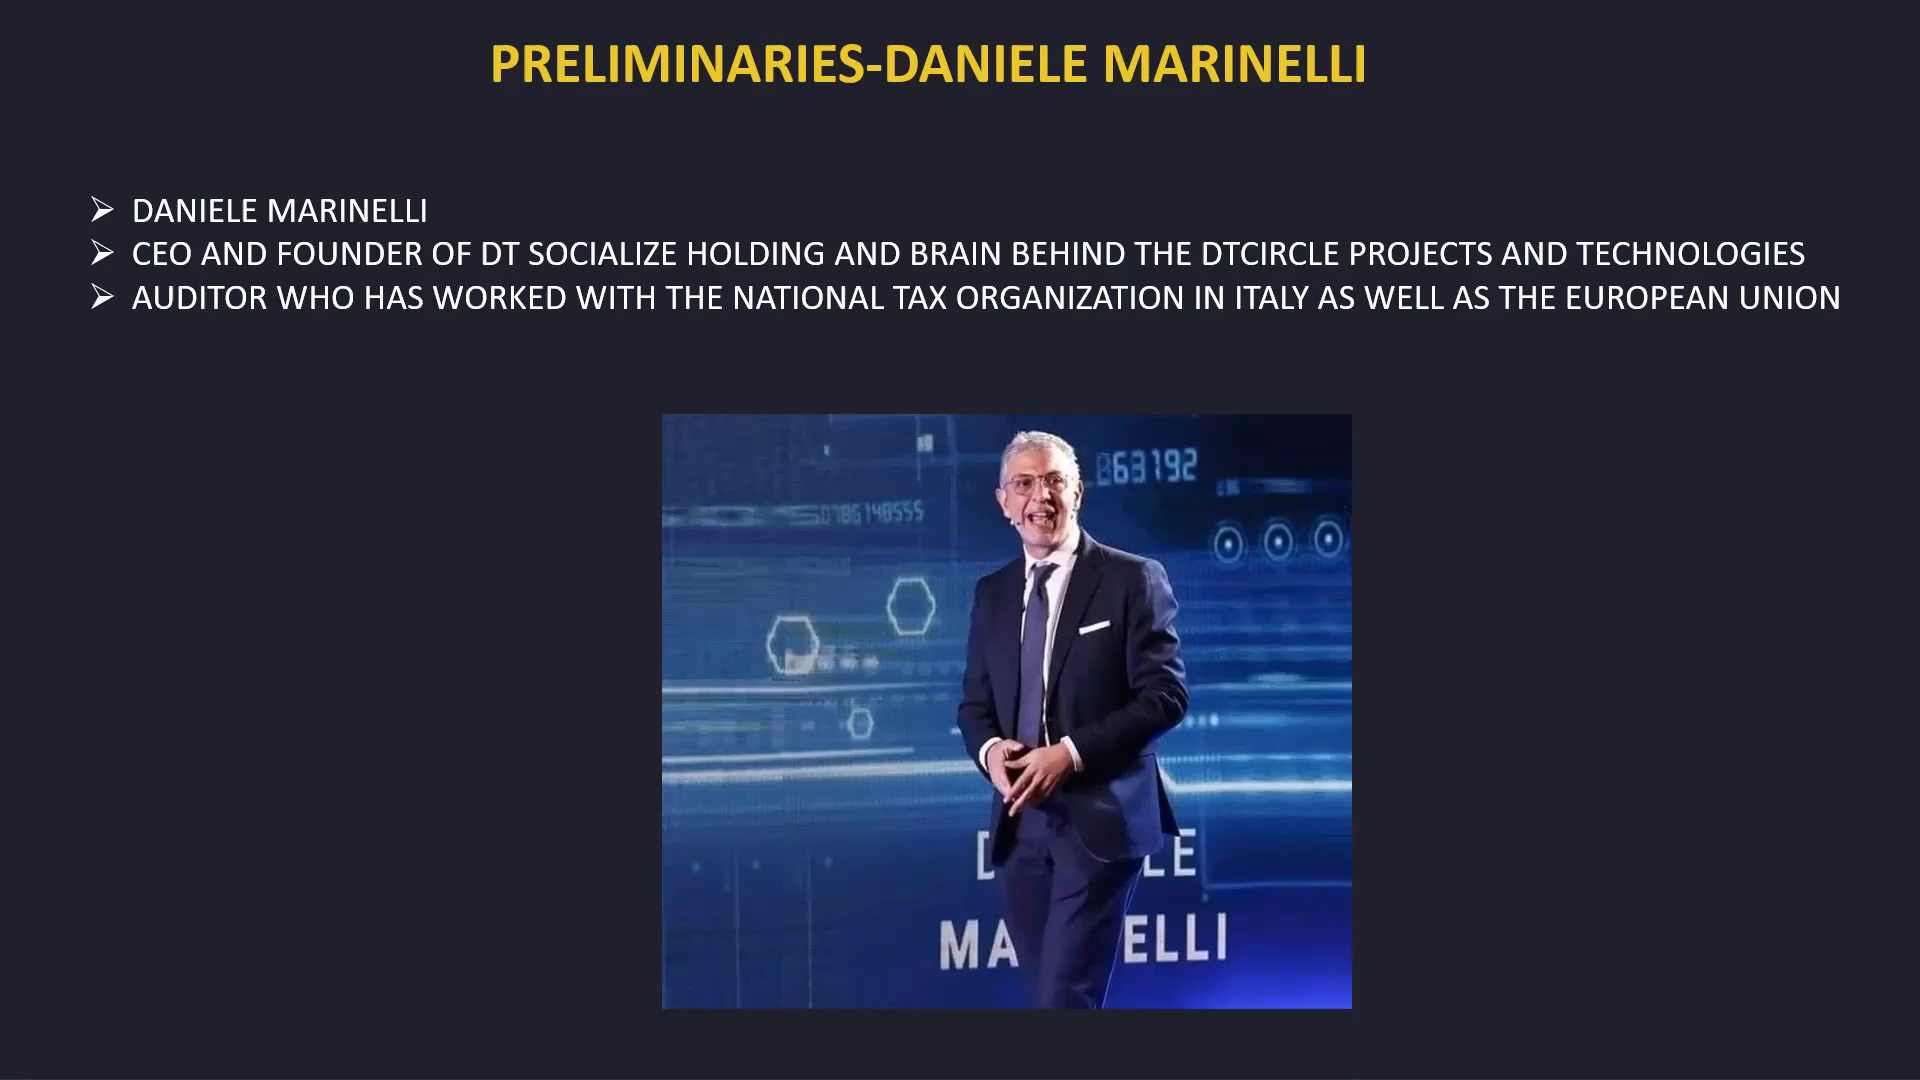 PRELIMINARIES-DANIELE MARINELLI
DANIELE MARINELLI
CEO AND FOUNDER OF DT SOCIALIZE HOLDING AND BRAIN BEHIND THE DTCIRCLE PROJECTS AND TECHNOLOGIES
AUDITOR WHO HAS WORKED WITH THE NATIONAL TAX ORGANIZATION IN ITALY AS WELL AS THE EUROPEAN UNION
63192
D LE
MA ELLI